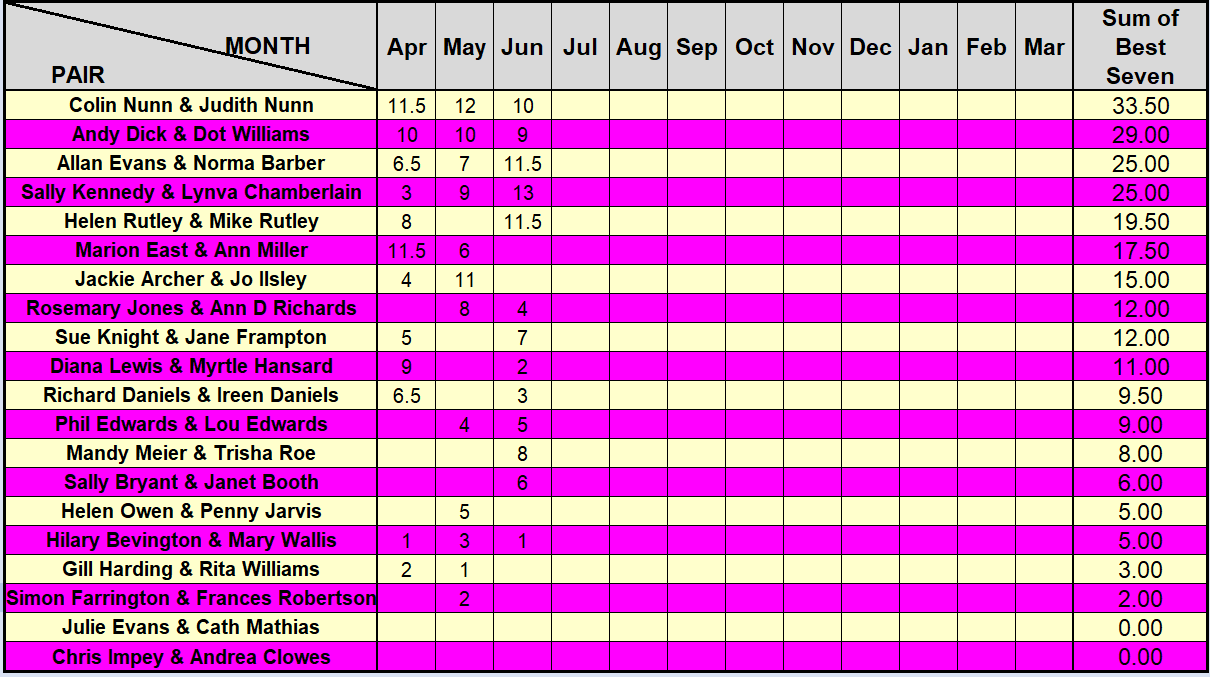 MONTH
PAIR
Apr May Jun Jul Aug Sep Oct Nov Dec Jan Feb Mar Sum of Best Seven
Colin Nunn & Judith Nunn 11.5 12 10 33.50
Andy Dick & Dot Williams 10 10 9 29.00
Allan Evans & Norma Barber 6.5 7 11.5 25.00
Sally Kennedy & Lynva Chamberlain 3 9 13 25.00
Helen Rutley & Mike Rutley 8 11.5 19.50
Marion East & Ann Miller 11.5 6 17.50
Jackie Archer & Jo Ilsley 4 11 15.00
Rosemary Jones & Ann D Richards 8 4 12.00
Sue Knight & Jane Frampton 5 7 12.00
Diana Lewis & Myrtle Hansard 9 2 11.00
Richard Daniels & Ireen Daniels 6.5 3 9.50
Phil Edwards & Lou Edwards 4 5 9.00
Mandy Meier & Trisha Roe 8 8.00
Sally Bryant & Janet Booth 6 6.00
Helen Owen & Penny Jarvis 5 5.00
Hilary Bevington & Mary Wallis 1 3 1 5.00
Gill Harding & Rita Williams 2 1 3.00
Simon Farrington & Frances Robertson 2 2.00
Julie Evans & Cath Mathias 0.00
Chris Impey & Andrea Clowes 0.00